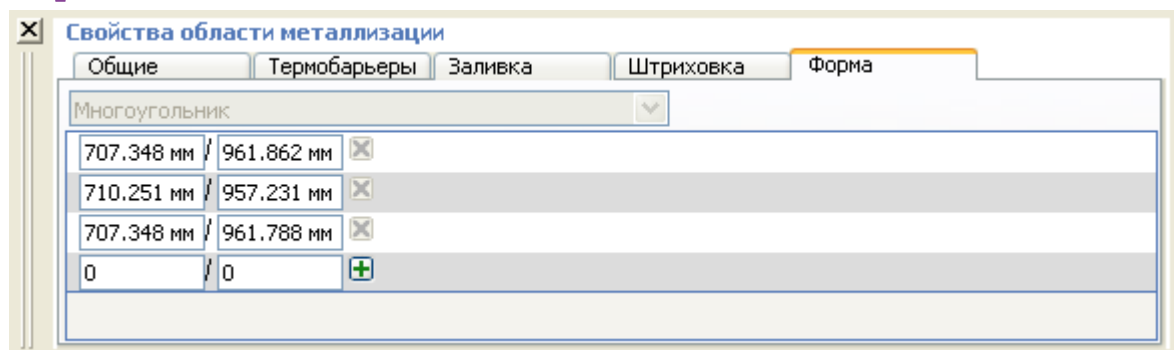 Свойства области металлизации
Общие Термобарьеры Заливка Штриховка Форма
Многоугольник
707.348 мм / 961.862 мм
710.251 мм / 957.231 мм
707.348 мм / 961.788 мм
0 / 0